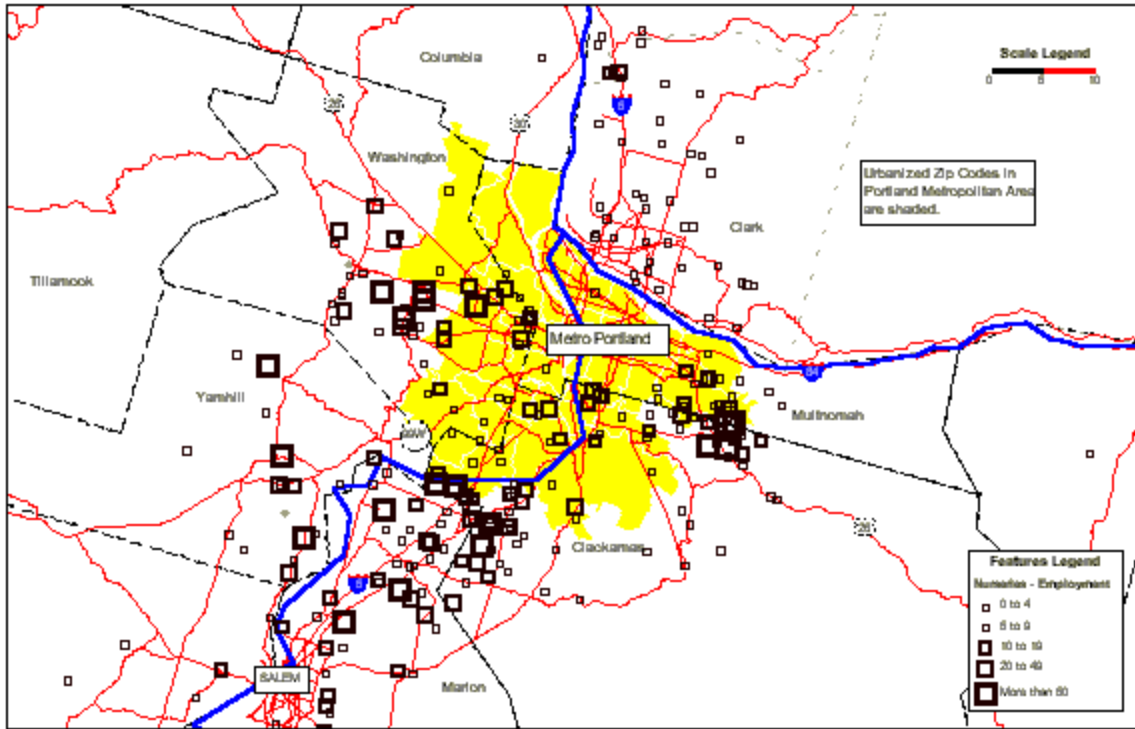 Columbia
Scale Legend
0 5 10
26
5
30
Washington
Urbanized Zip Codes in
Portland Metropolitan Area
are shaded.
Clark
Tillamook
Metro Portland
84
Yamhill
Multnomah
99W
26
Clackamas
Features Legend
Nurseries - Employment
0 to 4
5 to 9
10 to 19
20 to 49
More than 50
5
SALEM
Marion